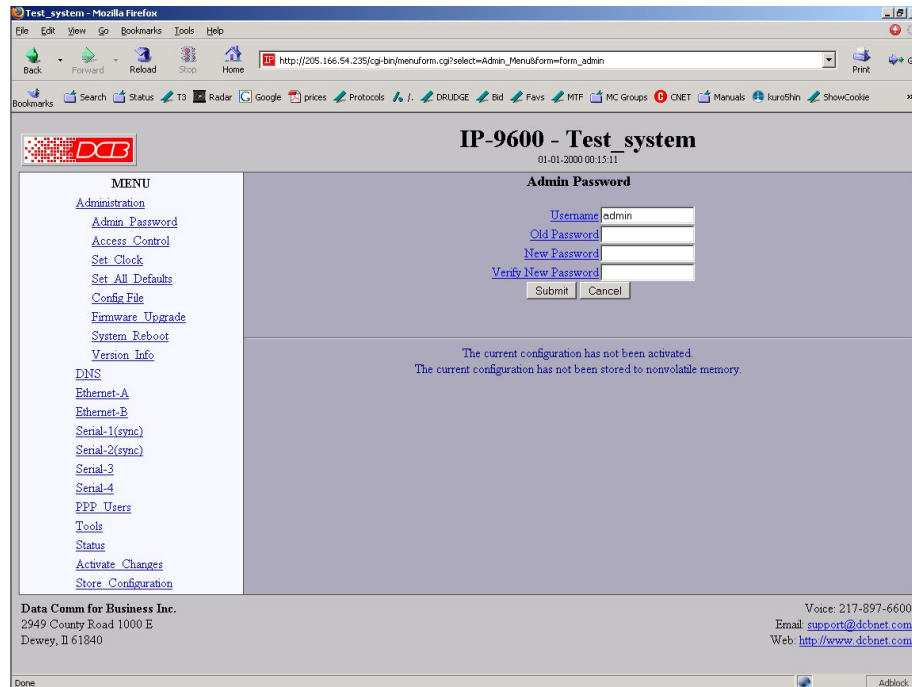 Test_system - Mozilla Firefox
File Edit View Go Bookmarks Tools Help
Back Forward Reload Stop Home http://205.166.54.235/cgi-bin/menuform.cgi?select=Admin_Menu&form=form_admin Print
Bookmarks Search Status T3 Radar Google prices Protocols /. DRUDGE Bid Favs MTF MC Groups CNET Manuals kuro5hin ShowCookie
DCB
IP-9600 - Test_system
01-01-2000 00:15:11
MENU
Administration
Admin Password
Access Control
Set Clock
Set All Defaults
Config File
Firmware Upgrade
System Reboot
Version Info
DNS
Ethernet-A
Ethernet-B
Serial-1(sync)
Serial-2(sync)
Serial-3
Serial-4
PPP Users
Tools
Status
Activate Changes
Store Configuration
Admin Password
Username admin
Old Password
New Password
Verify New Password
Submit Cancel
The current configuration has not been activated.
The current configuration has not been stored to nonvolatile memory.
Data Comm for Business Inc.
2949 County Road 1000 E
Dewey, Il 61840
Voice: 217-897-6600
Email: support@dcbnet.com
Web: http://www.dcbnet.com
Done
Adblock